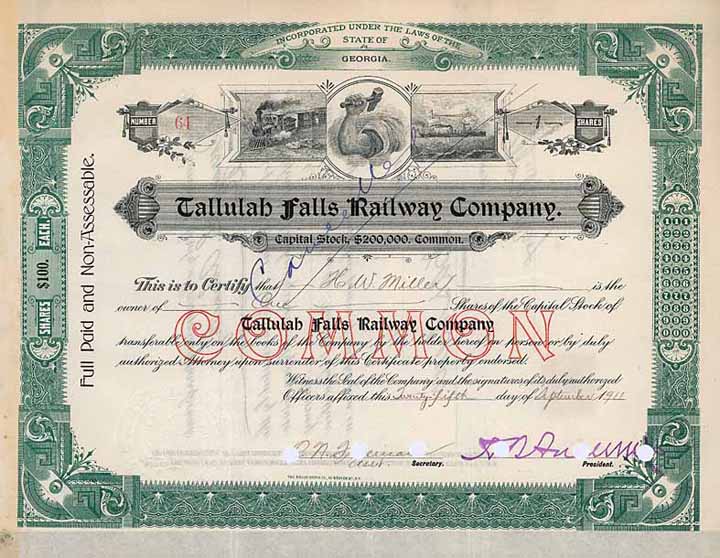 INCORPORATED UNDER THE LAWS OF THE
STATE OF
GEORGIA.
NUMBER 64
1 SHARES
Full Paid and Non-Assessable.
SHARES $100. EACH.
Tallulah Falls Railway Company.
Capital Stock, $200,000. Common.
Cancelled
This is to Certify that H. W. Miller is the
owner of One Shares of the Capital Stock of
Tallulah Falls Railway Company
COMMON
transferable only on the books of the Company by the holder hereof in person or by duly
authorized Attorney upon surrender of this Certificate properly endorsed.
Witness the Seal of the Company and the signatures of its duly authorized
Officers affixed this Twenty-fifth day of September 1911
Secretary.
President.